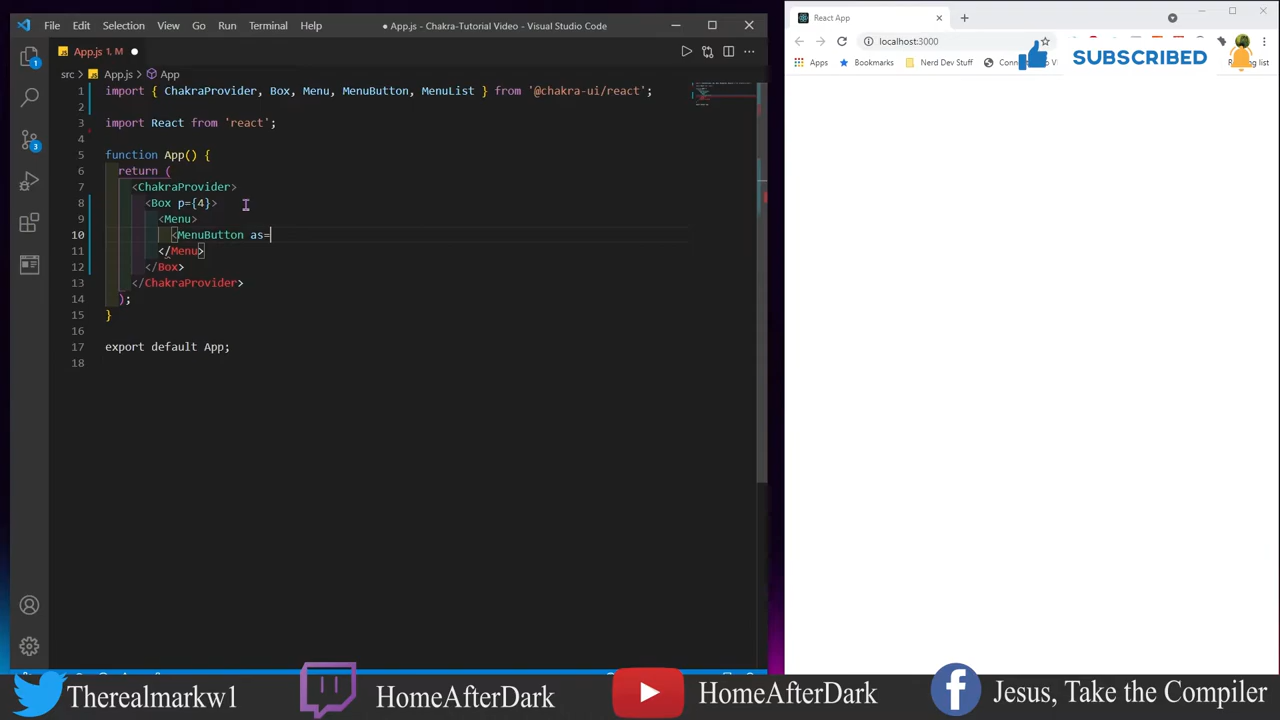 File Edit Selection View Go Run Terminal Help
● App.js - Chakra-Tutorial Video - Visual Studio Code
App.js 1, M ●
src > App.js > App
1 import { ChakraProvider, Box, Menu, MenuButton, MenuList } from '@chakra-ui/react';
2
3 import React from 'react';
4
5 function App() {
6 return (
7 <ChakraProvider>
8 <Box p={4}>
9 <Menu>
10 <MenuButton as=
11 </Menu>
12 </Box>
13 </ChakraProvider>
14 );
15 }
16
17 export default App;
18
1
3
React App
localhost:3000
SUBSCRIBED
Apps Bookmarks Nerd Dev Stuff
list
Therealmarkw1 HomeAfterDark HomeAfterDark Jesus, Take the Compiler